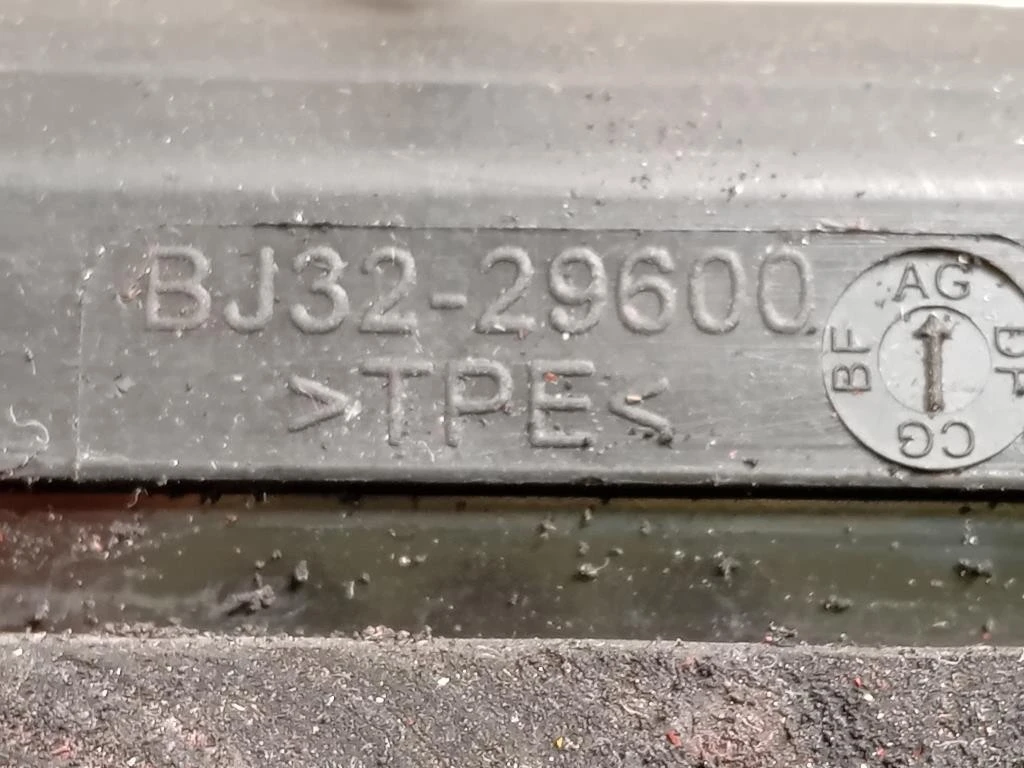 BJ32-29600
>TPE<
AG
BF
DF
CG